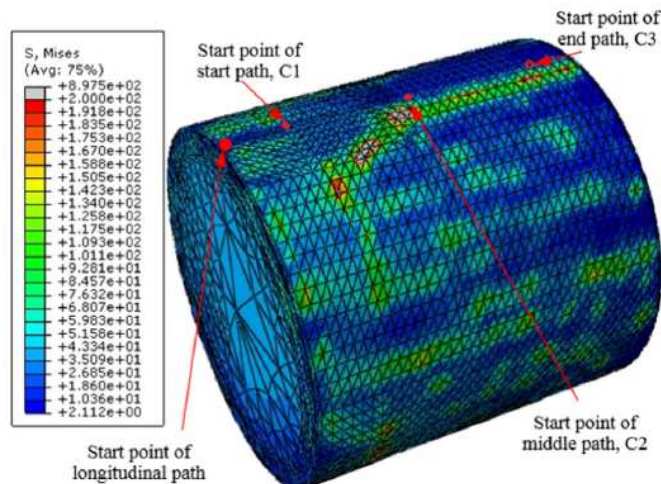 Start point of
start path, C1
Start point of
end path, C3
S, Mises
(Avg: 75%)
+8.975e+02
+2.000e+02
+1.918e+02
+1.835e+02
+1.753e+02
+1.670e+02
+1.588e+02
+1.505e+02
+1.423e+02
+1.340e+02
+1.258e+02
+1.175e+02
+1.093e+02
+1.011e+02
+9.281e+01
+8.457e+01
+7.632e+01
+6.807e+01
+5.983e+01
+5.158e+01
+4.334e+01
+3.509e+01
+2.685e+01
+1.860e+01
+1.036e+01
+2.112e+00
Start point of
longitudinal path
Start point of
middle path, C2